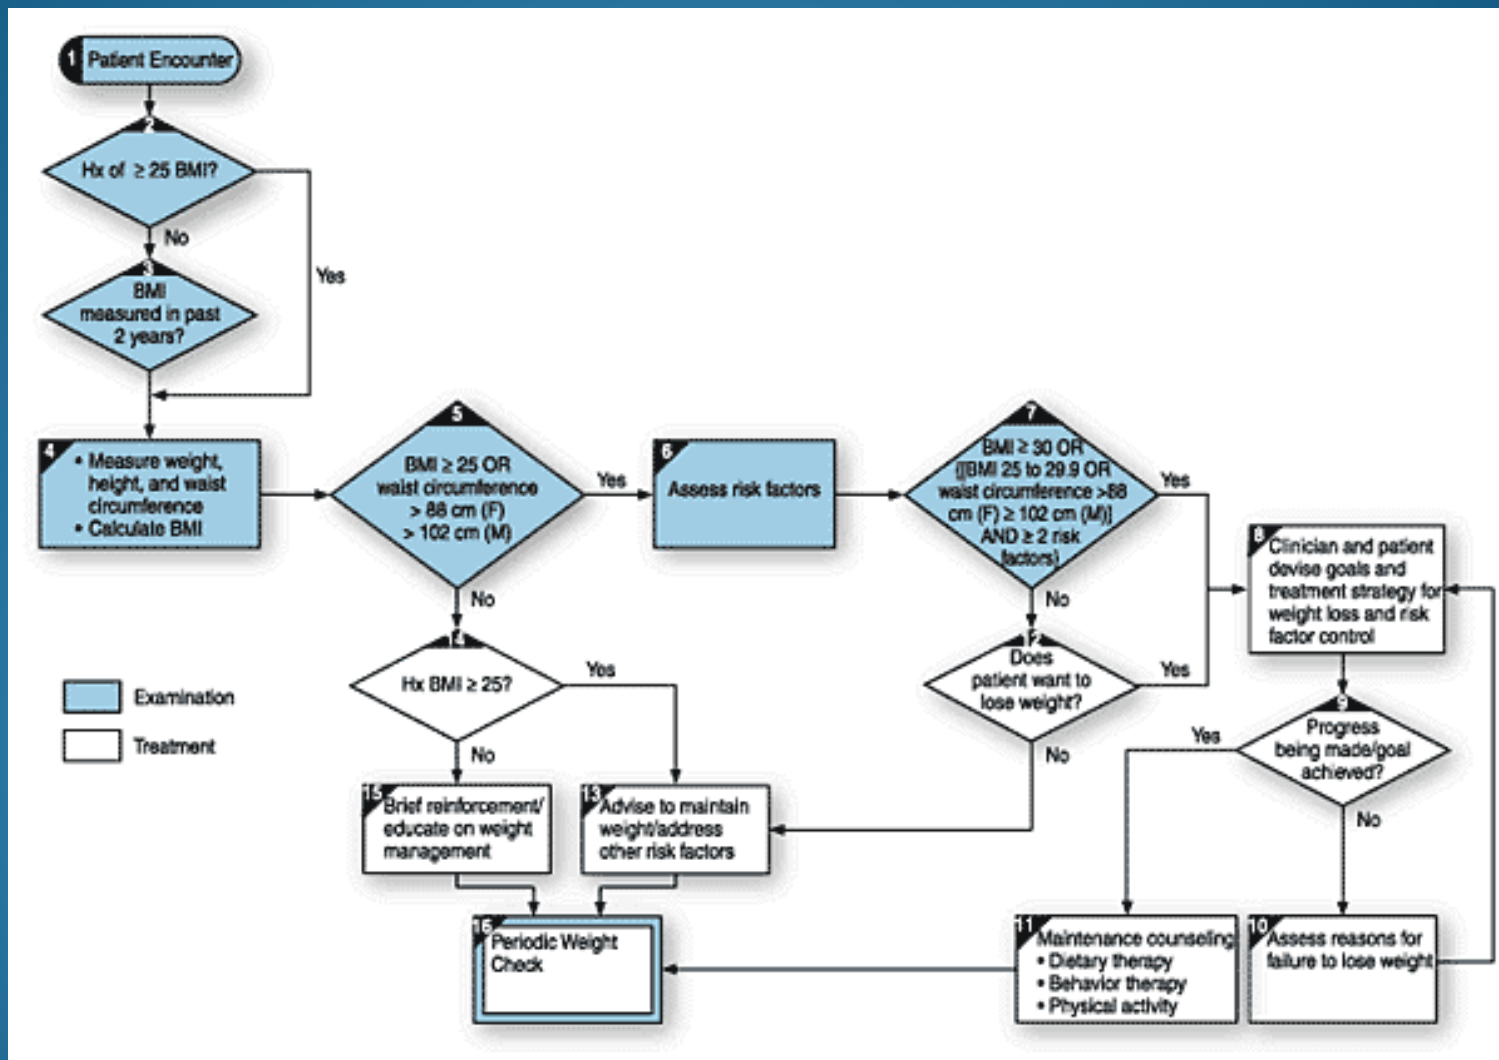 1
Patient Encounter
2
Hx of ≥ 25 BMI?
No
Yes
3
BMI
measured in past
2 years?
4
• Measure weight,
height, and waist
circumference
• Calculate BMI
5
BMI ≥ 25 OR
waist circumference
> 88 cm (F)
> 102 cm (M)
Yes
No
6
Assess risk factors
7
BMI ≥ 30 OR
{[BMI 25 to 29.9 OR
waist circumference >88
cm (F) ≥ 102 cm (M)]
AND ≥ 2 risk
factors}
Yes
No
8
Clinician and patient
devise goals and
treatment strategy for
weight loss and risk
factor control
14
Hx BMI ≥ 25?
Yes
No
12
Does
patient want to
lose weight?
Yes
No
9
Progress
being made/goal
achieved?
Yes
No
Examination
Treatment
15
Brief reinforcement/
educate on weight
management
13
Advise to maintain
weight/address
other risk factors
16
Periodic Weight
Check
11
Maintenance counseling
• Dietary therapy
• Behavior therapy
• Physical activity
10
Assess reasons for
failure to lose weight